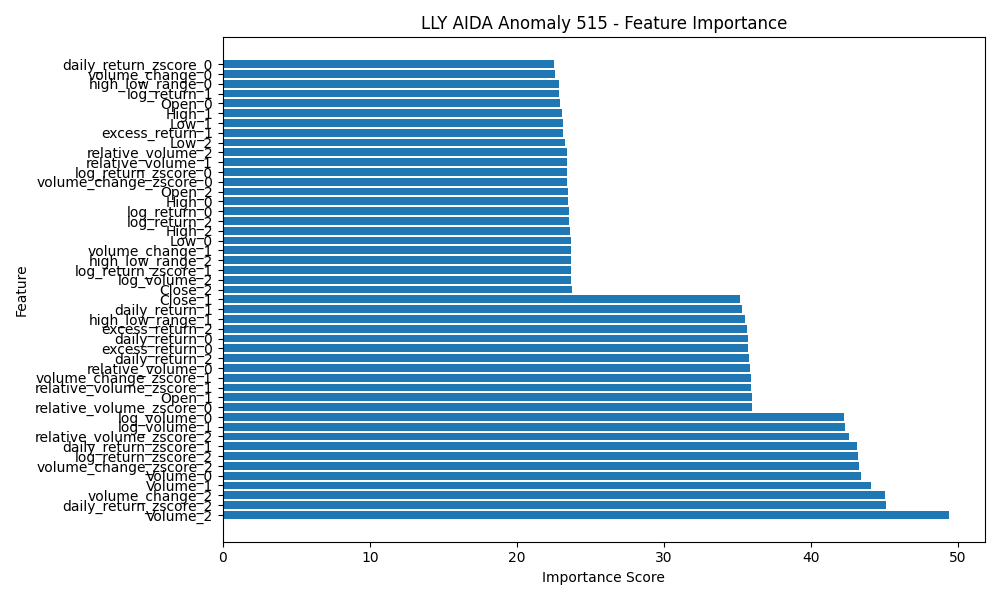 LLY AIDA Anomaly 515 - Feature Importance
daily_return_zscore_0
volume_change_0
high_low_range_0
log_return_1
Open_0
High_1
Low_1
excess_return_1
Low_2
relative_volume_2
relative_volume_1
log_return_zscore_0
volume_change_zscore_0
Open_2
High_0
log_return_0
log_return_2
High_2
Low_0
volume_change_1
high_low_range_2
log_return_zscore_1
log_volume_2
Close_2
Close_1
daily_return_1
high_low_range_1
excess_return_2
daily_return_0
excess_return_0
daily_return_2
relative_volume_0
volume_change_zscore_1
relative_volume_zscore_1
Open_1
relative_volume_zscore_0
log_volume_0
log_volume_1
relative_volume_zscore_2
daily_return_zscore_1
log_return_zscore_2
volume_change_zscore_2
Volume_0
Volume_1
volume_change_2
daily_return_zscore_2
Volume_2
Feature
0 10 20 30 40 50
Importance Score